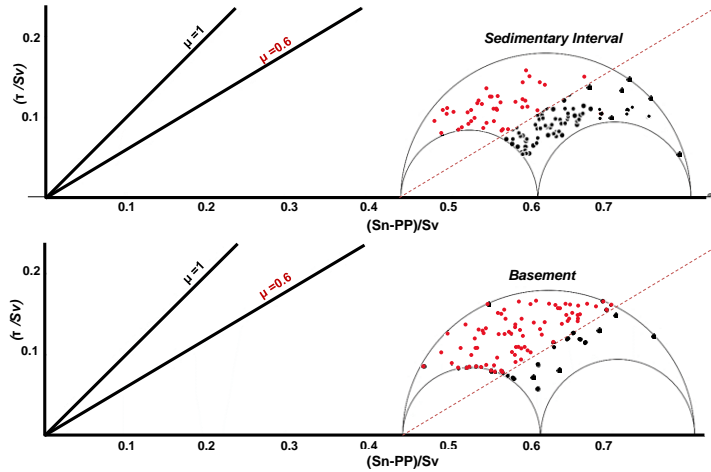 0.2
μ =1
μ =0.6
Sedimentary Interval
(τ /Sv)
0.1
0.1 0.2 0.3 0.4 0.5 0.6 0.7
(Sn-PP)/Sv
0.2
μ =1
μ =0.6
Basement
(τ /Sv)
0.1
0.1 0.2 0.3 0.4 0.5 0.6 0.7
(Sn-PP)/Sv